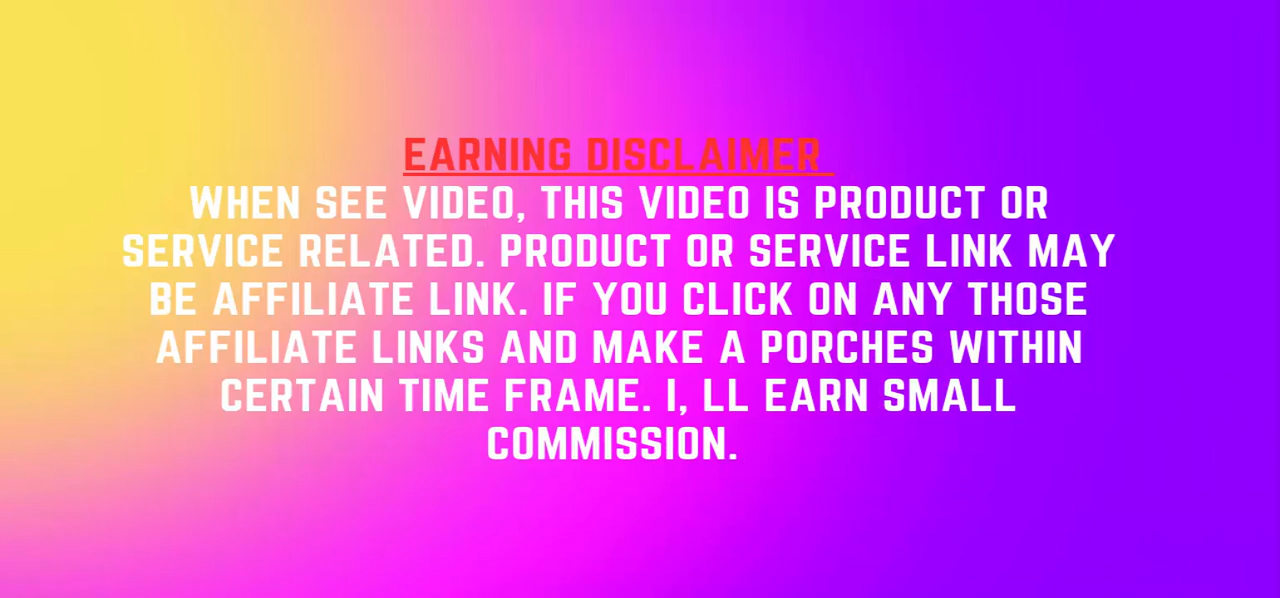 EARNING DISCLAIMER
WHEN SEE VIDEO, THIS VIDEO IS PRODUCT OR
SERVICE RELATED. PRODUCT OR SERVICE LINK MAY
BE AFFILIATE LINK. IF YOU CLICK ON ANY THOSE
AFFILIATE LINKS AND MAKE A PORCHES WITHIN
CERTAIN TIME FRAME. I, LL EARN SMALL
COMMISSION.